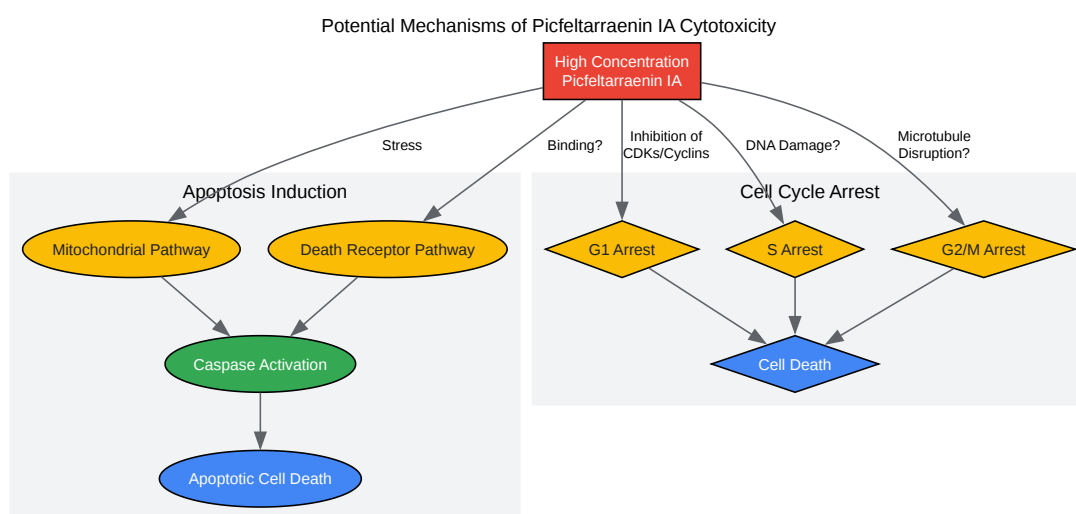 Potential Mechanisms of Picfeltarraenin IA Cytotoxicity
High Concentration
Picfeltarraenin IA
Stress
Binding?
Inhibition of
CDKs/Cyclins
DNA Damage?
Microtubule
Disruption?
Apoptosis Induction
Cell Cycle Arrest
Mitochondrial Pathway
Death Receptor Pathway
G1 Arrest
S Arrest
G2/M Arrest
Caspase Activation
Cell Death
Apoptotic Cell Death